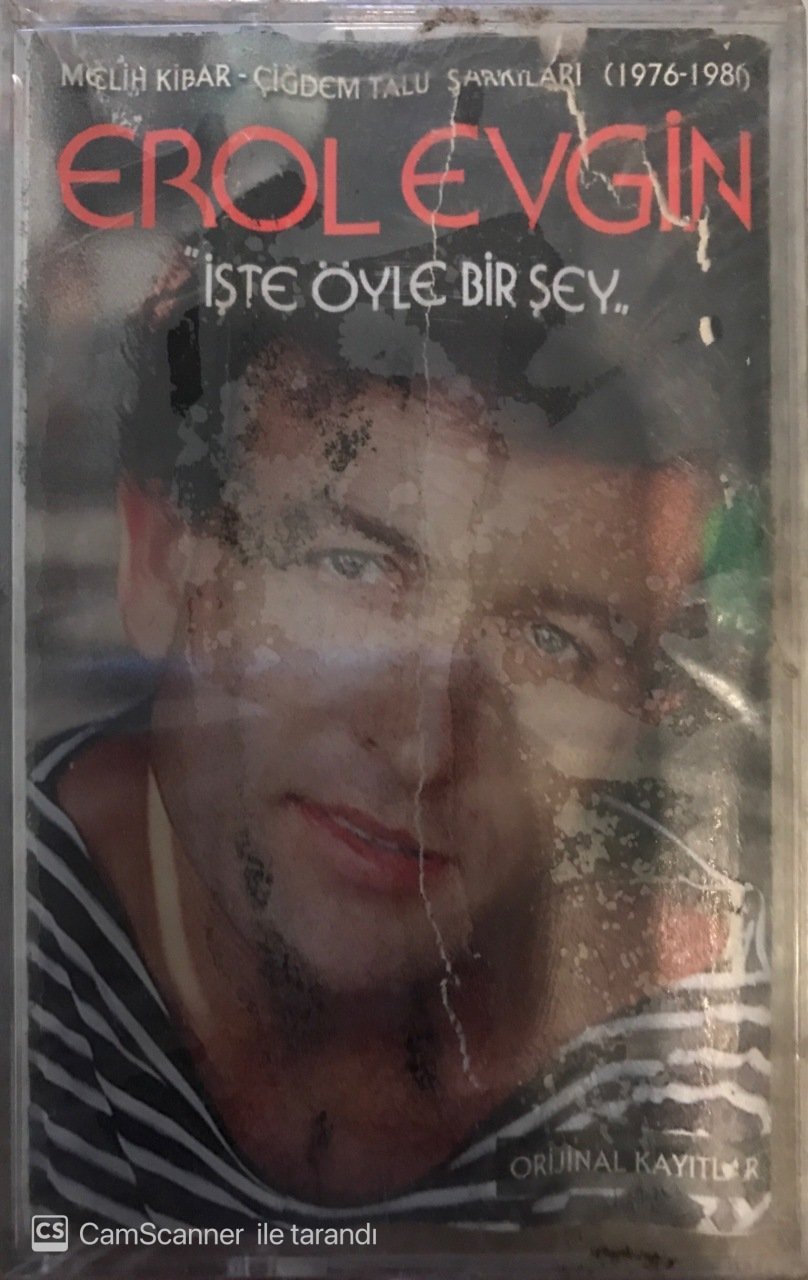 MELİH KİBAR - ÇİĞDEM TALU ŞARKILARI (1976-198
EROL EVGİN
"İŞTE ÖYLE BİR ŞEY„
ORİJİNAL KAYITLAR
CS CamScanner ile tarandı